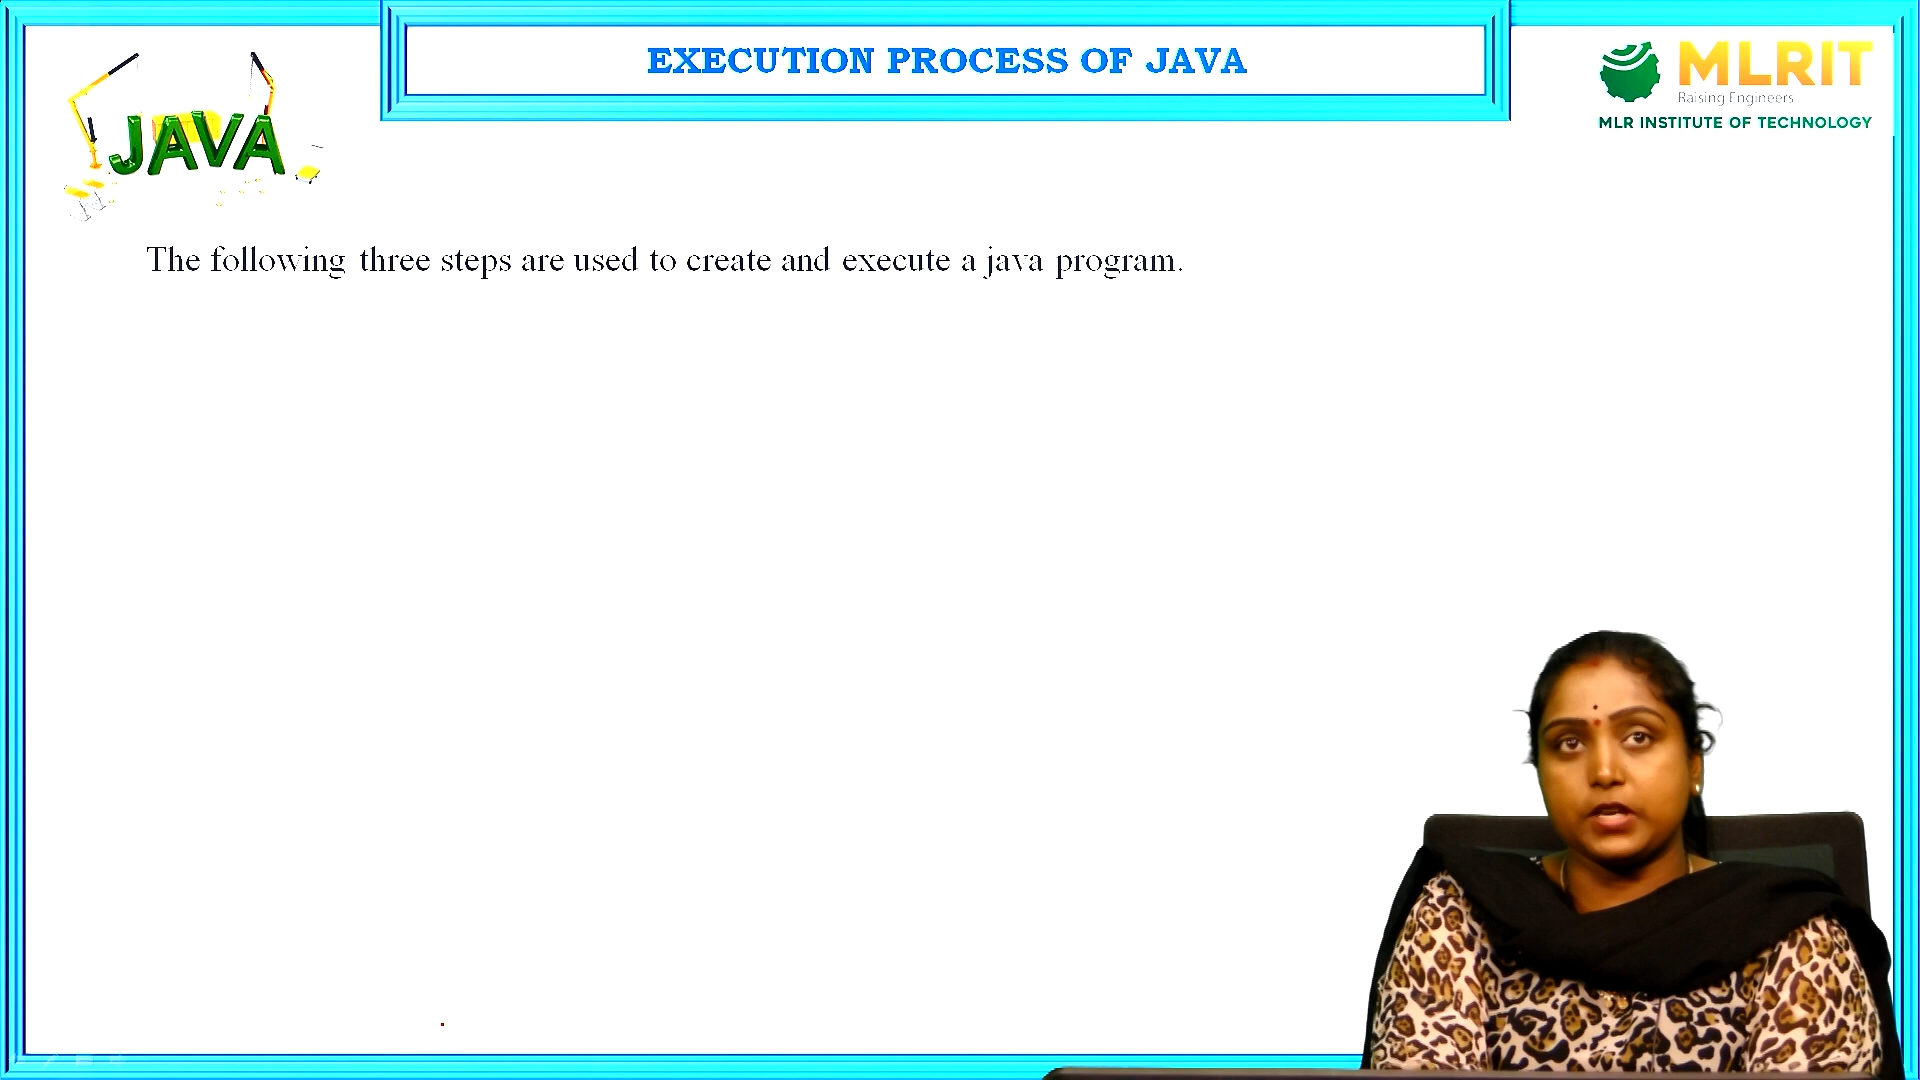 EXECUTION PROCESS OF JAVA
JAVA
MLRIT
Raising Engineers
MLR INSTITUTE OF TECHNOLOGY
The following three steps are used to create and execute a java program.